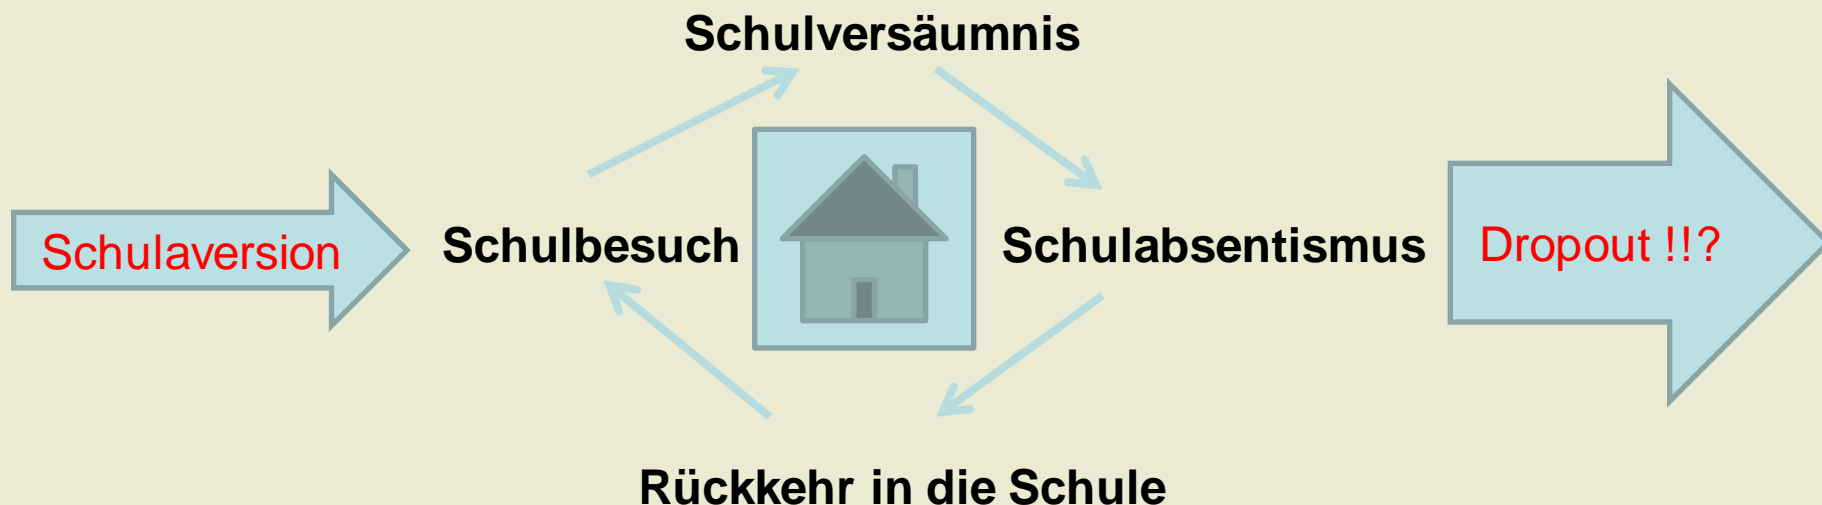 Schulversäumnis
Schulaversion
Schulbesuch
Schulabsentismus
Dropout !!?
Rückkehr in die Schule